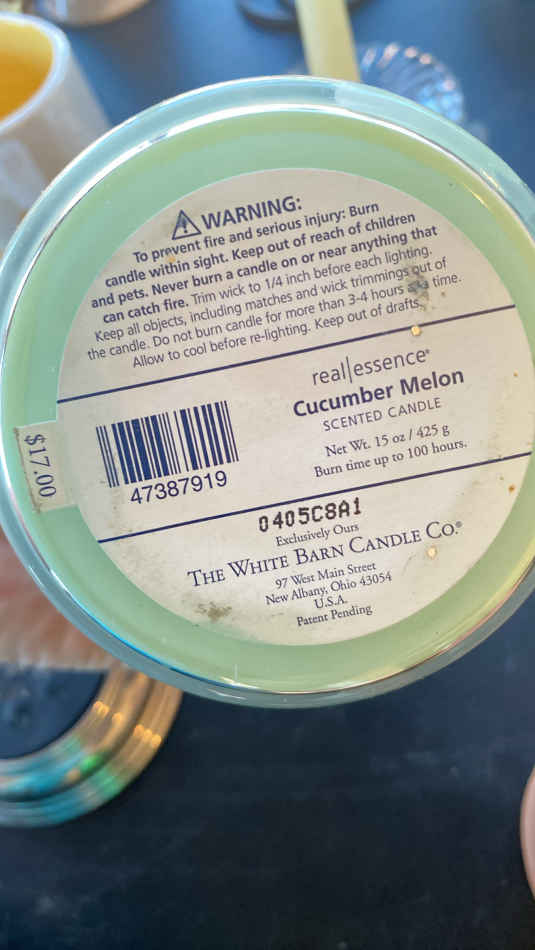 ⚠ WARNING:
To prevent fire and serious injury: Burn
candle within sight. Keep out of reach of children
and pets. Never burn a candle on or near anything that
can catch fire. Trim wick to 1/4 inch before each lighting.
Keep all objects, including matches and wick trimmings out of
the candle. Do not burn candle for more than 3-4 hours at a time.
Allow to cool before re-lighting. Keep out of drafts.
real|essence®
Cucumber Melon
SCENTED CANDLE
Net Wt. 15 oz / 425 g
Burn time up to 100 hours.
47387919
$17.00
0405C8A1
Exclusively Ours
THE WHITE BARN CANDLE CO.®
97 West Main Street
New Albany, Ohio 43054
U.S.A.
Patent Pending